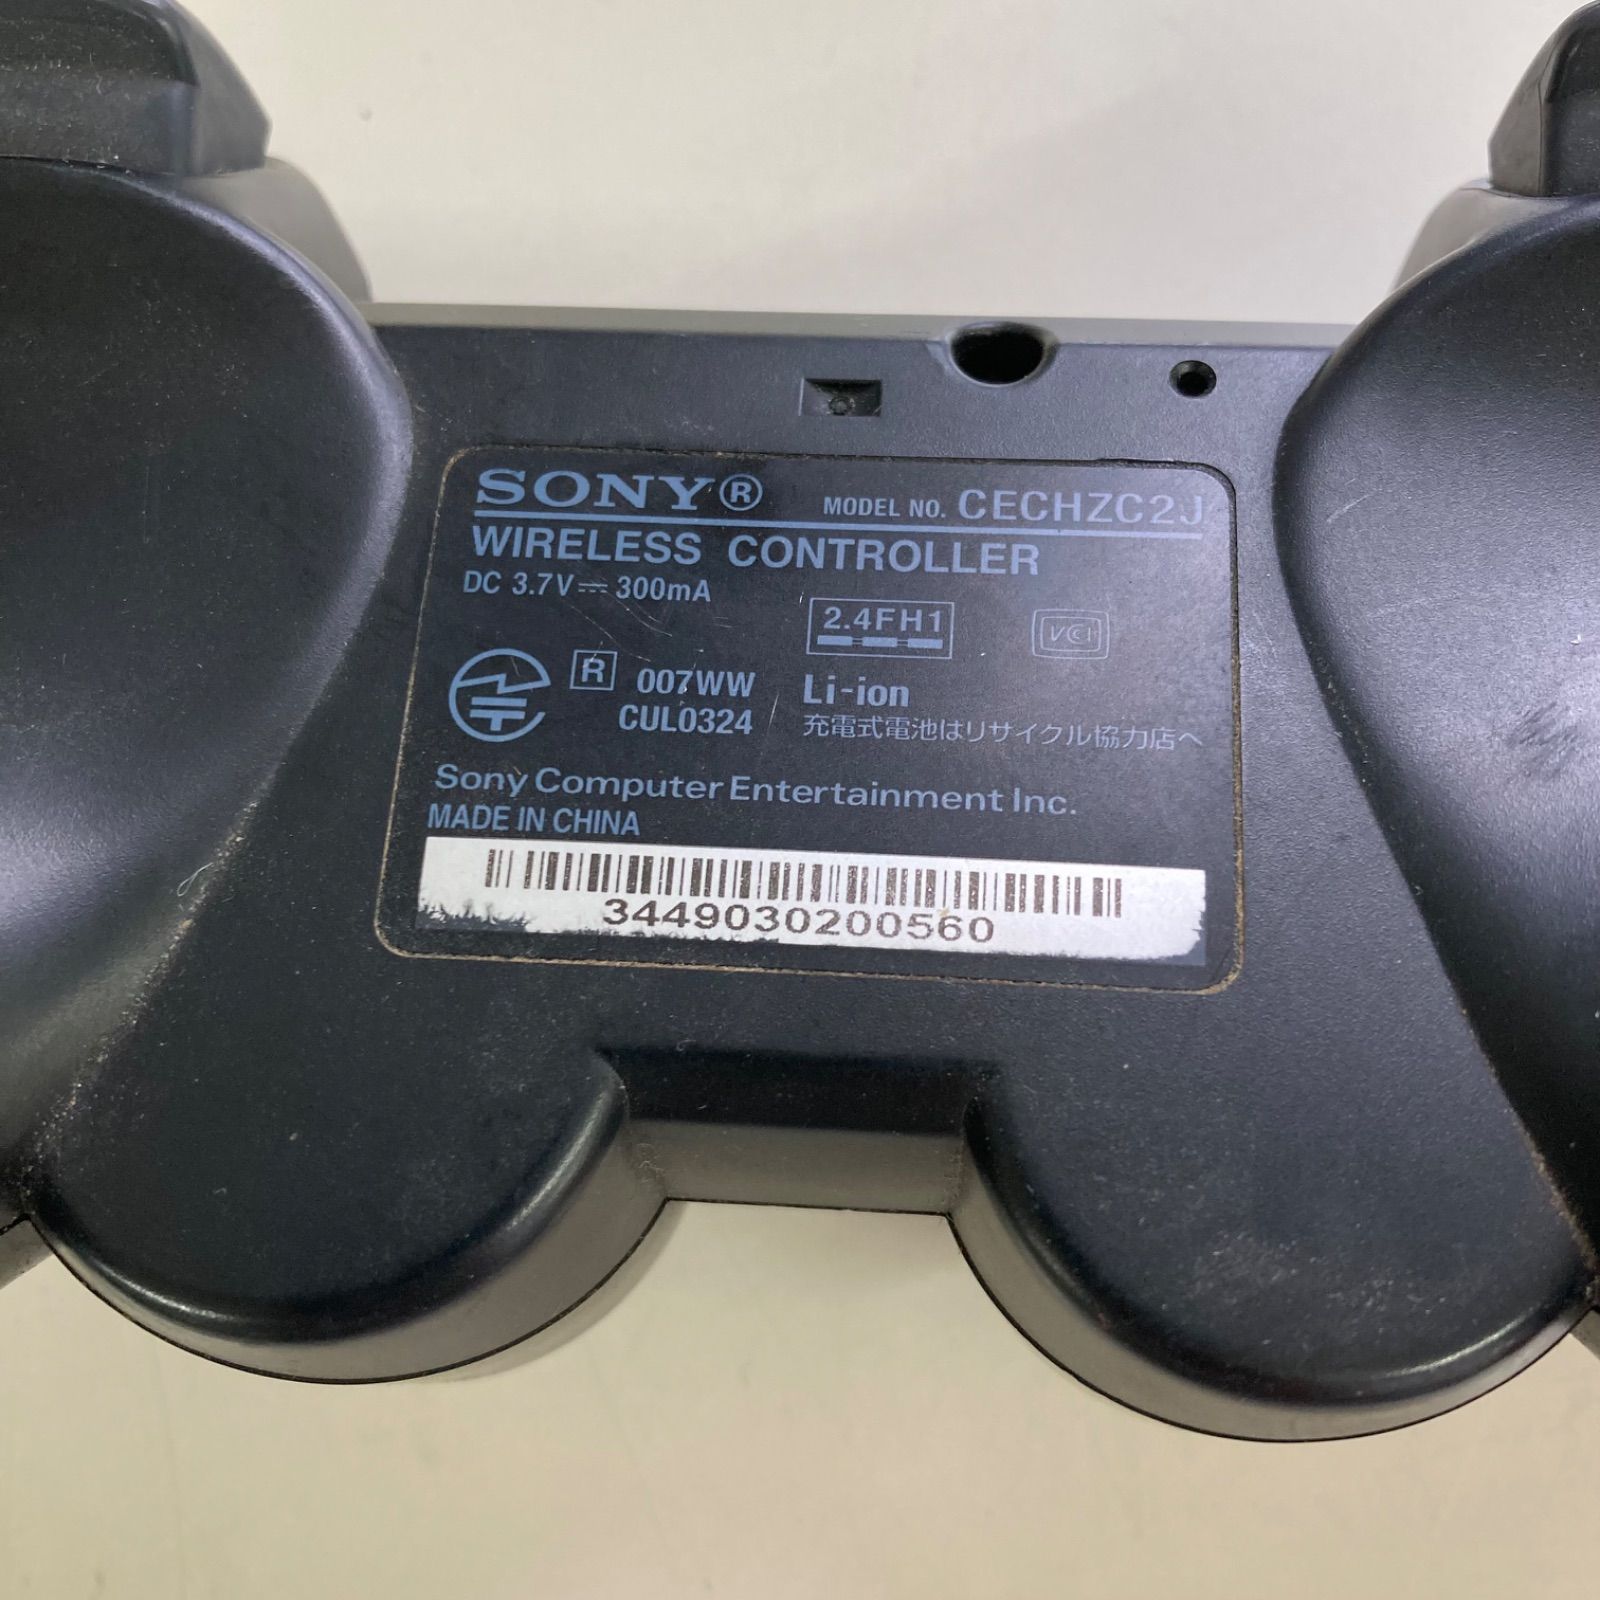 SONY® MODEL NO. CECHZC2J
WIRELESS CONTROLLER
DC 3.7V⎓300mA
2.4FH1 VCI
R 007WW Li-ion
CUL0324 充電式電池はリサイクル協力店へ
Sony Computer Entertainment Inc.
MADE IN CHINA
3449030200560